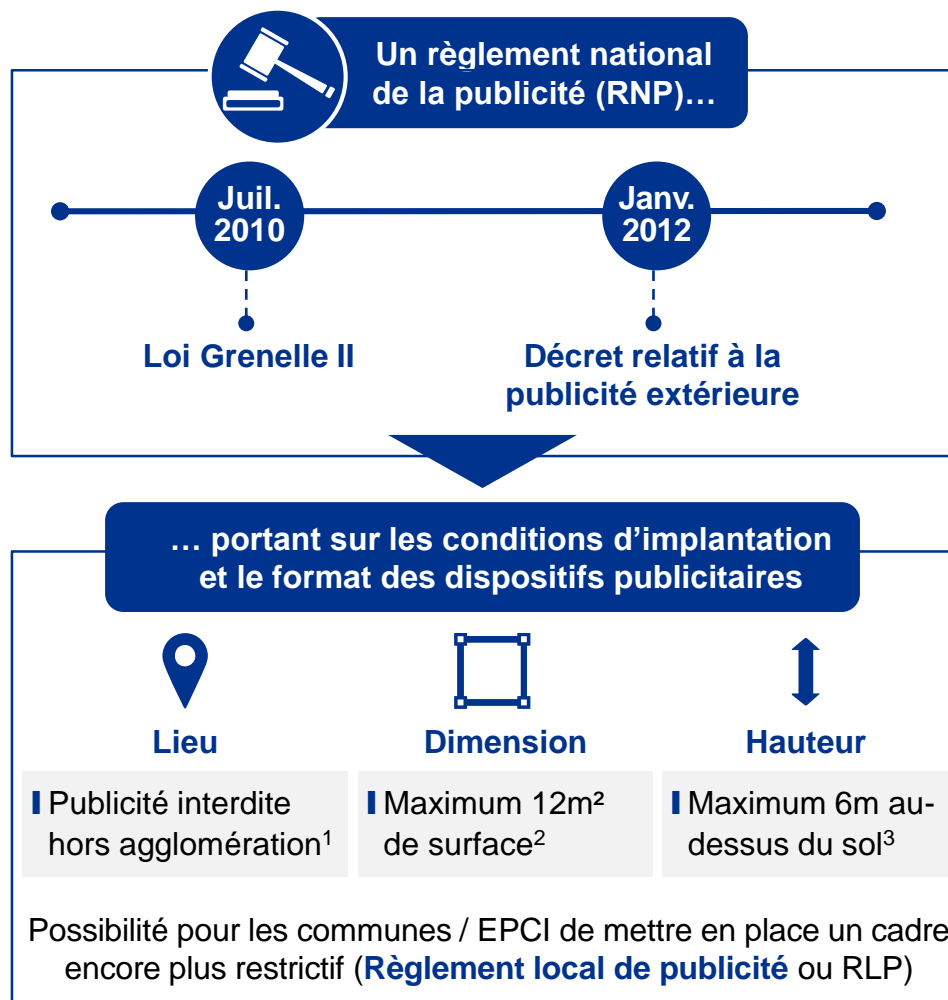 Un règlement national
de la publicité (RNP)…
Juil.
2010
Janv.
2012
Loi Grenelle II
Décret relatif à la
publicité extérieure
… portant sur les conditions d’implantation
et le format des dispositifs publicitaires
Lieu
Publicité interdite
hors agglomération¹
Dimension
Maximum 12m²
de surface²
Hauteur
Maximum 6m au-
dessus du sol³
Possibilité pour les communes / EPCI de mettre en place un cadre
encore plus restrictif (Règlement local de publicité ou RLP)